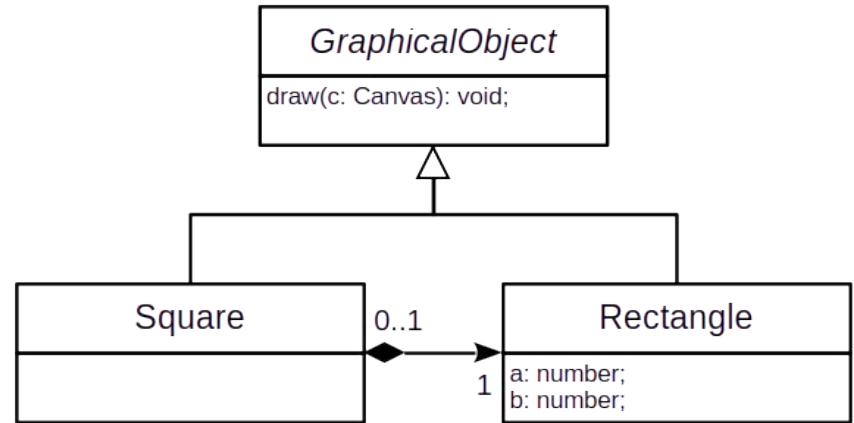 GraphicalObject
draw(c: Canvas): void;
Square
0..1
Rectangle
1
a: number;
b: number;